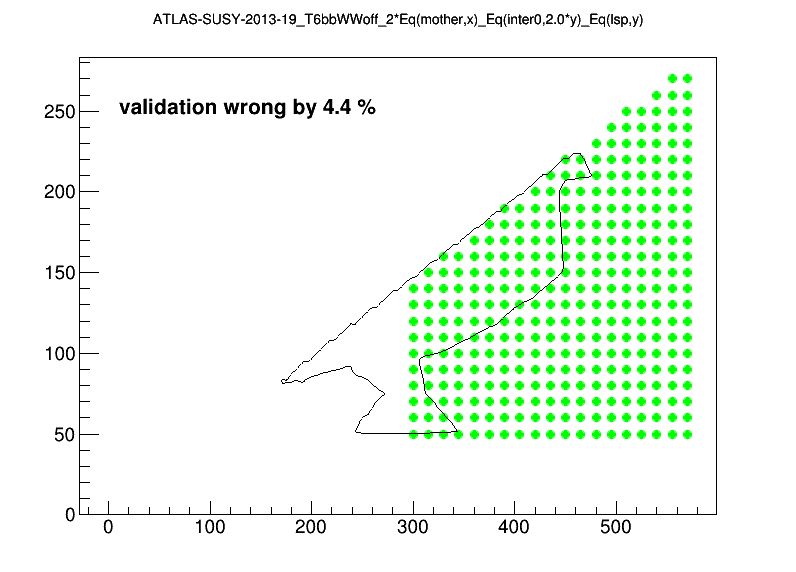 ATLAS-SUSY-2013-19_T6bbWWoff_2*Eq(mother,x)_Eq(inter0,2.0*y)_Eq(lsp,y)
validation wrong by 4.4 %
250
200
150
100
50
0
0 100 200 300 400 500